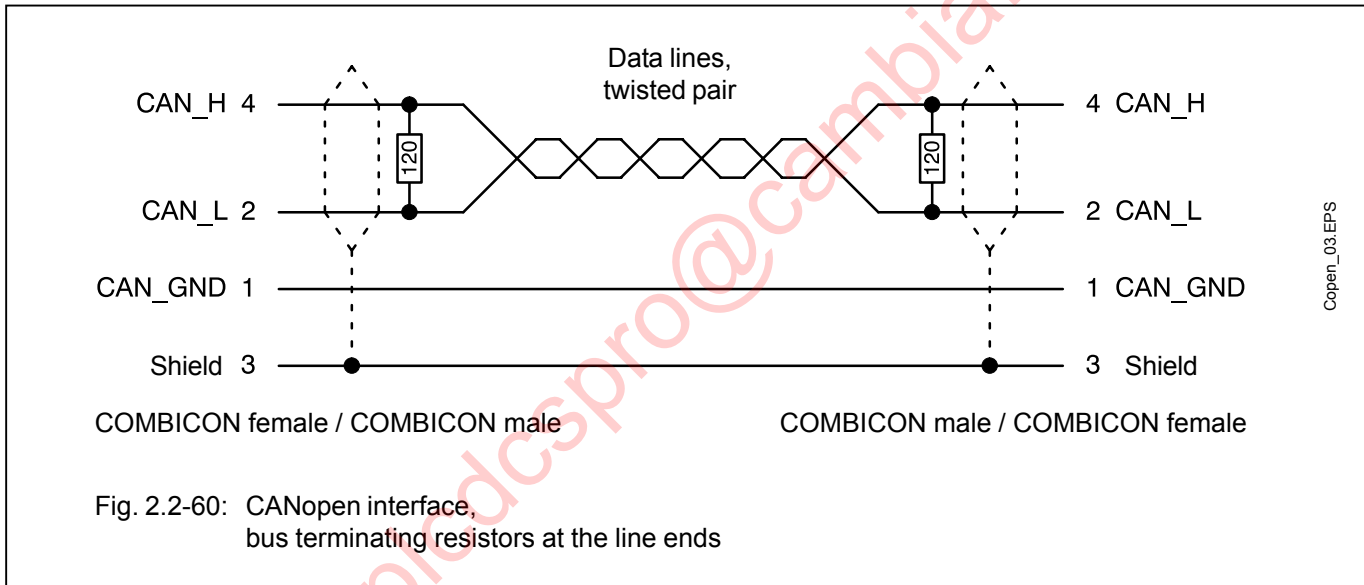 Data lines,
twisted pair
CAN_H 4
4 CAN_H
120
120
CAN_L 2
2 CAN_L
CAN_GND 1
1 CAN_GND
Shield 3
3 Shield
COMBICON female / COMBICON male
COMBICON male / COMBICON female
Fig. 2.2-60: CANopen interface,
bus terminating resistors at the line ends
Copen_03.EPS
plcdcspro@cambia